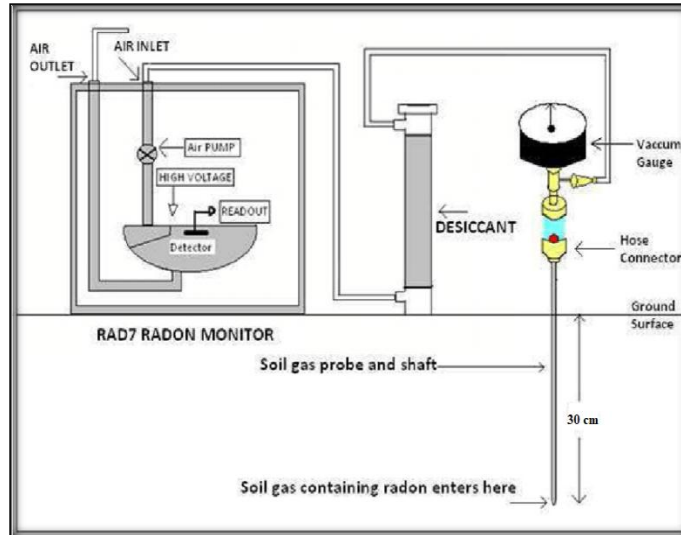 AIR
OUTLET
AIR INLET
Air PUMP
HIGH VOLTAGE
READOUT
Detector
DESICCANT
Vaccum
Gauge
Hose
Connector
Ground
Surface
RAD7 RADON MONITOR
Soil gas probe and shaft
30 cm
Soil gas containing radon enters here